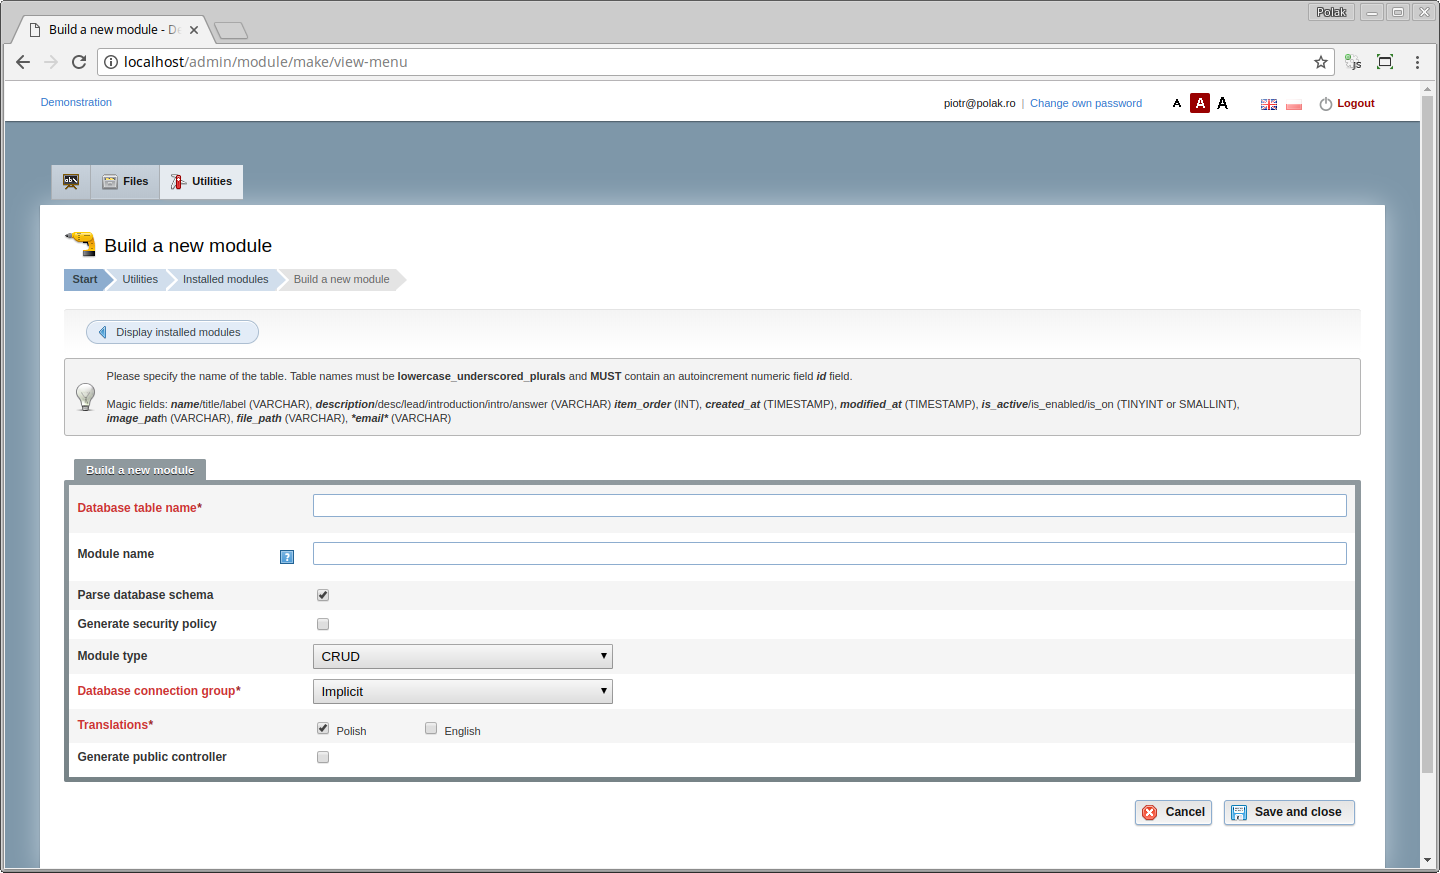 Polak
Build a new module - De
localhost/admin/module/make/view-menu
js
Demonstration
piotr@polak.ro | Change own password A A A Logout
abc
Files
Utilities
Build a new module
Start Utilities Installed modules Build a new module
Display installed modules
Please specify the name of the table. Table names must be lowercase_underscored_plurals and MUST contain an autoincrement numeric field id field.
Magic fields: name/title/label (VARCHAR), description/desc/lead/introduction/intro/answer (VARCHAR) item_order (INT), created_at (TIMESTAMP), modified_at (TIMESTAMP), is_active/is_enabled/is_on (TINYINT or SMALLINT),
image_path (VARCHAR), file_path (VARCHAR), *email* (VARCHAR)
Build a new module
Database table name*
Module name ?
Parse database schema
Generate security policy
Module type CRUD
Database connection group* Implicit
Translations* Polish English
Generate public controller
Cancel Save and close